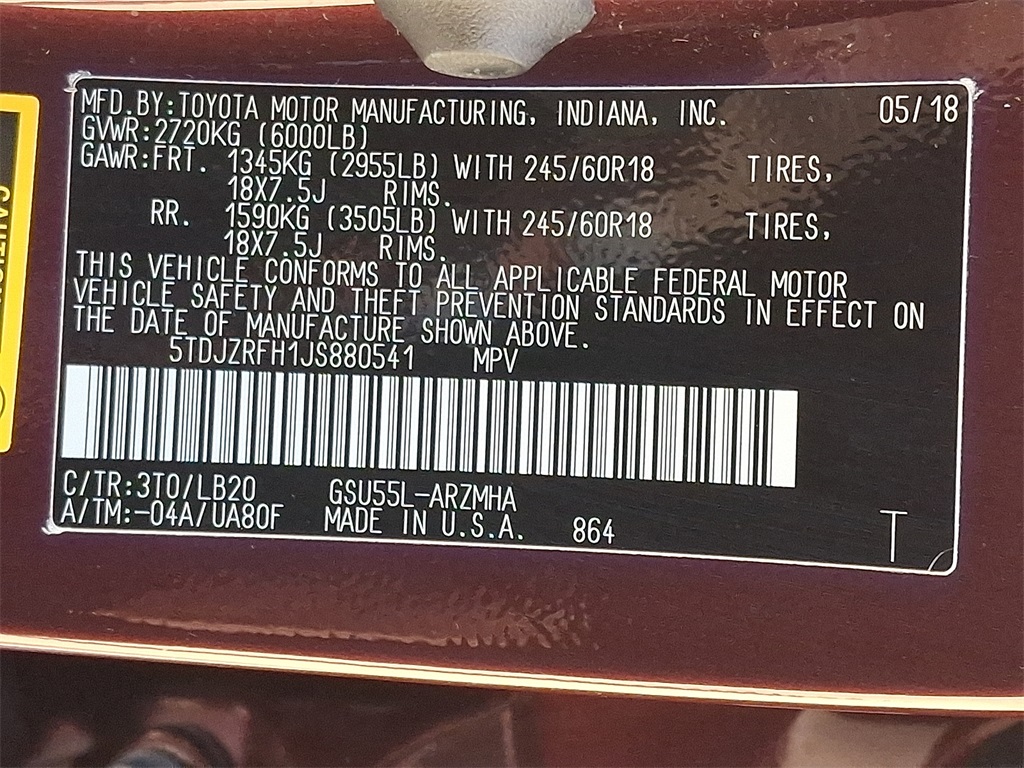 MFD. BY: TOYOTA MOTOR MANUFACTURING, INDIANA, INC. 05/18
GVWR: 2720KG (6000LB)
GAWR: FRT. 1345KG (2955LB) WITH 245/60R18 TIRES,
18X7.5J RIMS.
RR. 1590KG (3505LB) WITH 245/60R18 TIRES,
18X7.5J RIMS.
THIS VEHICLE CONFORMS TO ALL APPLICABLE FEDERAL MOTOR
VEHICLE SAFETY AND THEFT PREVENTION STANDARDS IN EFFECT ON
THE DATE OF MANUFACTURE SHOWN ABOVE.
5TDJZRFH1JS880541 MPV
C/TR: 3T0/LB20 GSU55L-ARZMHA
A/TM: -04A/UA80F MADE IN U.S.A. 864 T